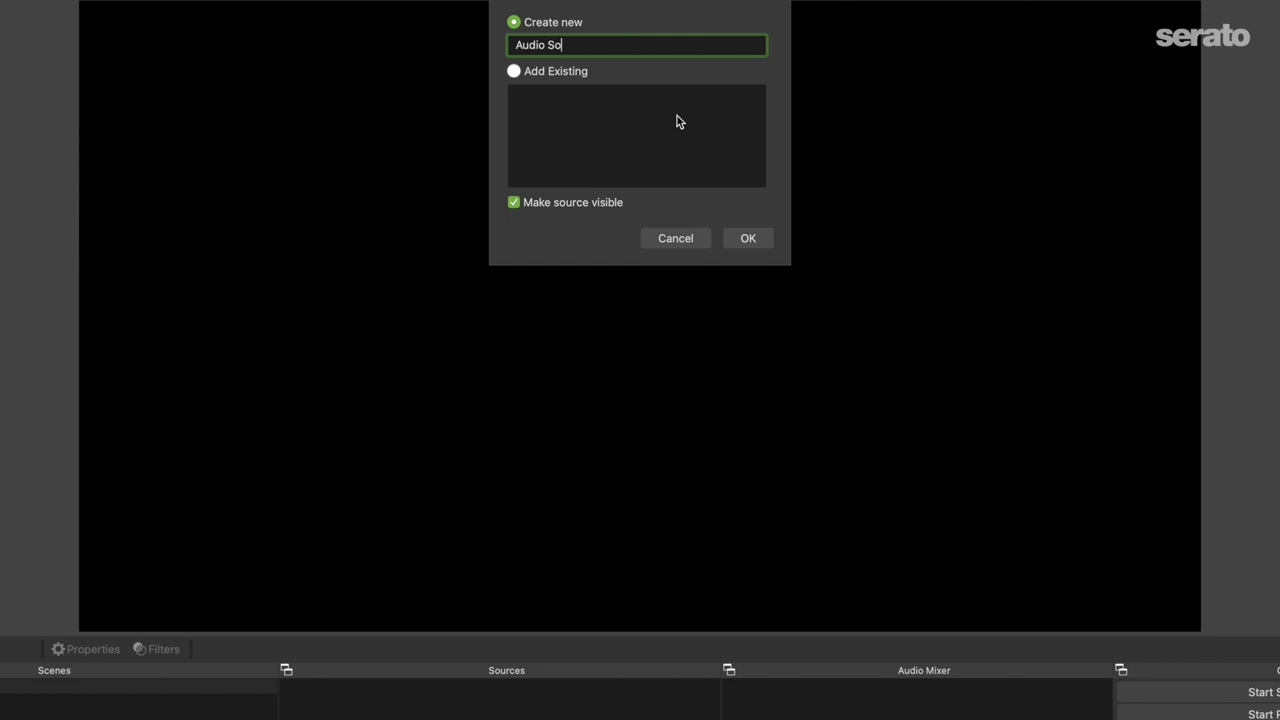 Create new
serato
Audio So
Add Existing
Make source visible
Cancel
OK
Properties
Filters
Scenes
Sources
Audio Mixer
Start
Start